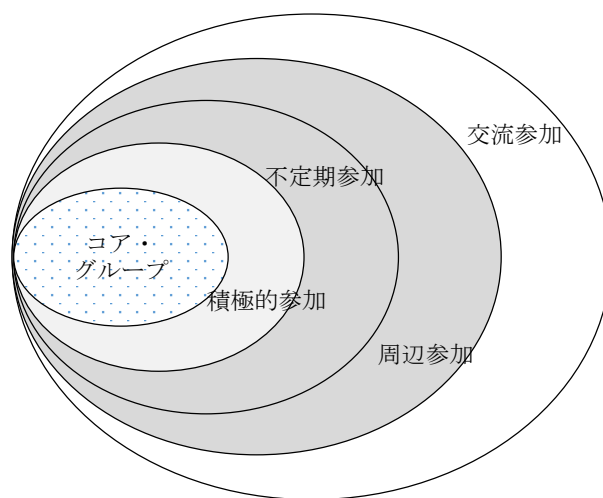 交流参加
不定期参加
コア・
グループ
積極的参加
周辺参加